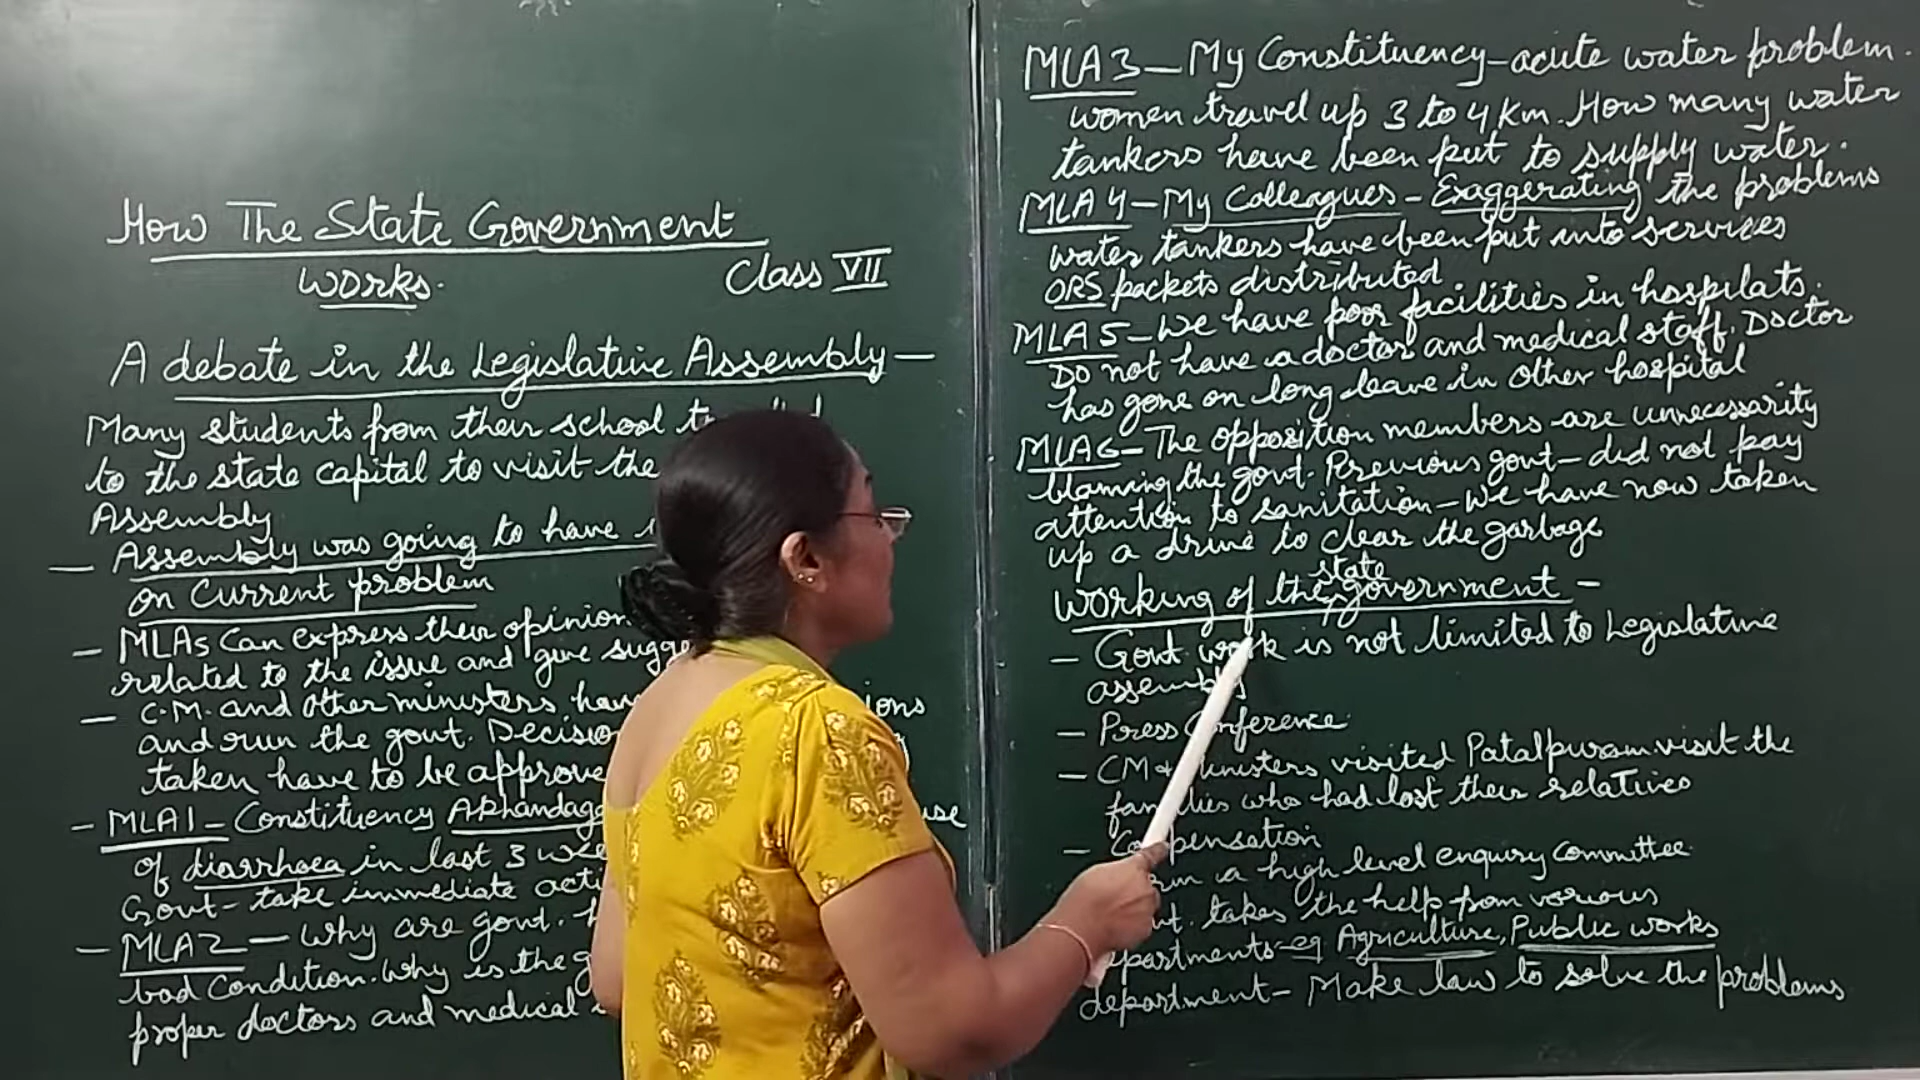 How The State Government
Works.
Class VII
A debate in the Legislative Assembly —
Many students from their school
to the state capital to visit the
Assembly
— Assembly was going to have
on current problem
— MLAs can express their opinion
related to the issue and give
— C.M. and other ministers
and run the govt.
taken have to be
— MLA1 — Constituency
of diarrhoea in last 3
Govt - take immediate
— MLA2 — Why are govt.
bad condition. Why is the
proper doctors and medical
MLA3 — My Constituency - acute water problem.
women travel up 3 to 4 km. How many water
tankers have been put to supply water.
MLA4 — My Colleagues - Exaggerating the problems
water tankers have been put into services
ORS packets distributed
MLA5 — We have poor facilities in hospilats.
Do not have a doctor and medical staff. Doctor
has gone on long leave in other hospital
MLA6 — The opposition members are unnecessarity
blaming the govt. Previous govt - did not pay
attention to sanitation - We have now taken
up a drive to clear the garbage
Working of the state government —
— Govt. work is not limited to Legislative
assembly
— Press Conference
— CM & visited Patalpuram visit the
families who had lost their relatives
— Compensation
a high level enquiry committee
takes the help from various
eg Agriculture, Public works
department - Make law to solve the problems